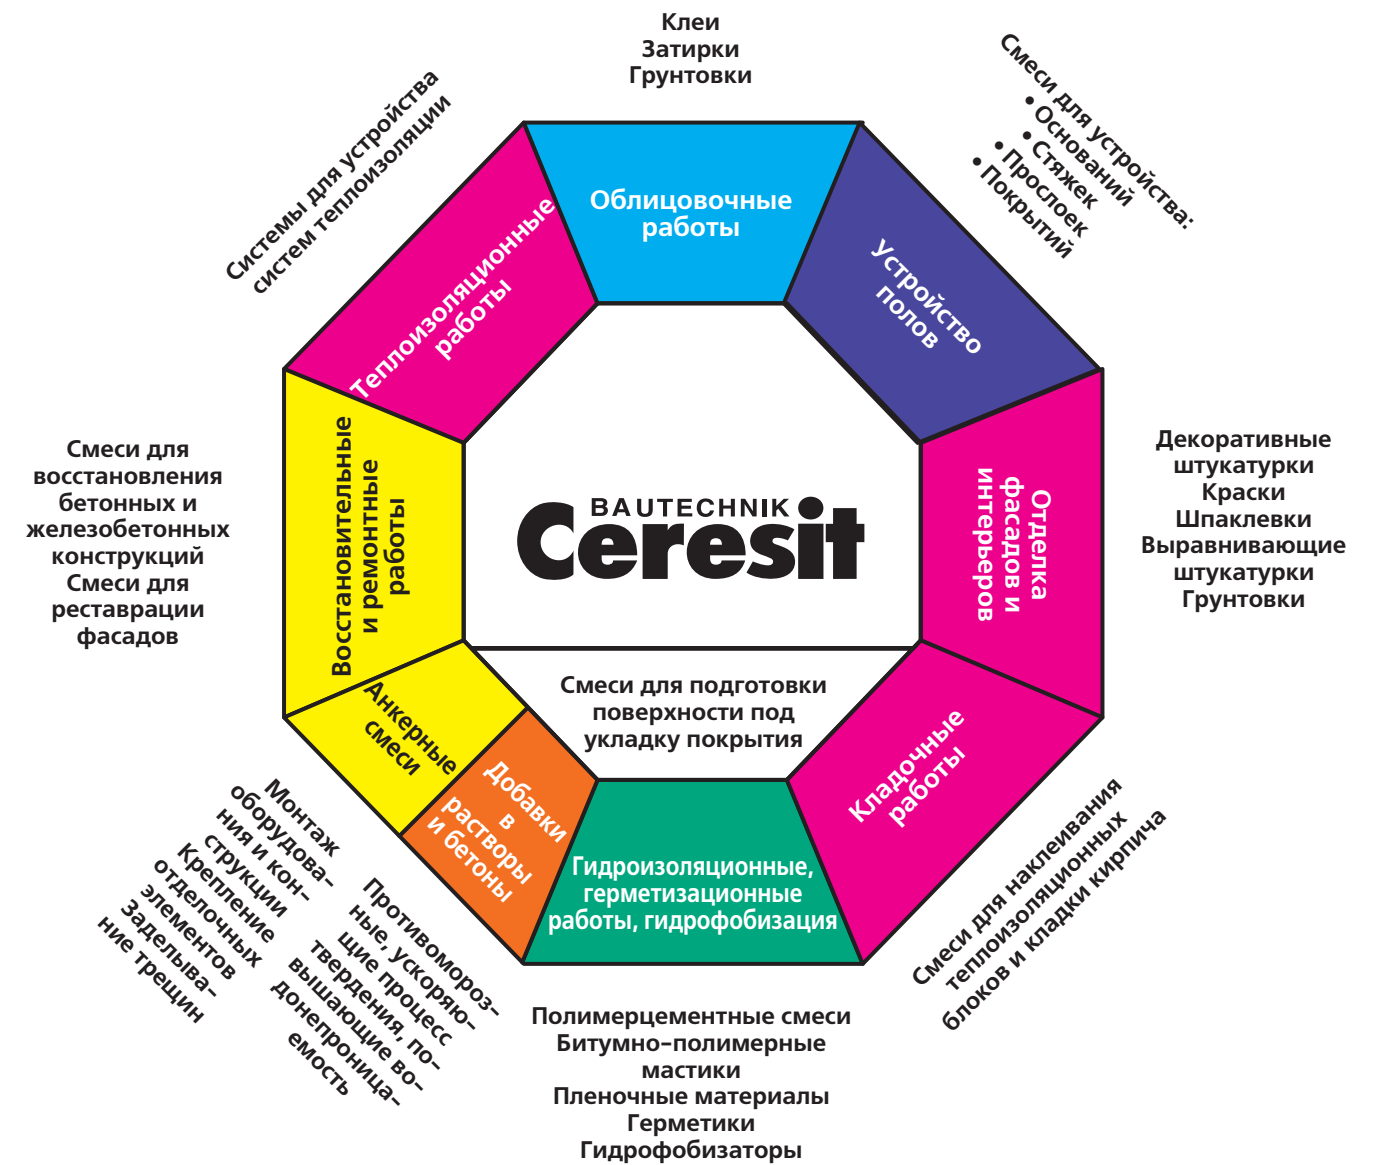 Клеи
Затирки
Грунтовки
Смеси для устройства:
• Оснований
• Стяжек
• Прослоек
• Покрытий
Системы для устройства
систем теплоизоляции
Облицовочные
работы
Устройство
полов
Теплоизоляционные
работы
Смеси для
восстановления
бетонных и
железобетонных
конструкций
Смеси для
реставрации
фасадов
Восстановительные
и ремонтные
работы
BAUTECHNIK
Ceresit
Отделка
фасадов и
интерьеров
Декоративные
штукатурки
Краски
Шпаклевки
Выравнивающие
штукатурки
Грунтовки
Смеси для подготовки
поверхности под
укладку покрытия
Анкерные
смеси
Добавки
в
растворы
и бетоны
Гидроизоляционные,
герметизационные
работы, гидрофобизация
Кладочные
работы
Монтаж
оборудова-
ния и кон-
струкции
Крепление
отделочных
элементов
Заделыва-
ние трещин
Противомороз-
ные, ускоряю-
щие процесс
твердения, по-
вышающие во-
донепроница-
емость
Полимерцементные смеси
Битумно-полимерные
мастики
Пленочные материалы
Герметики
Гидрофобизаторы
Смеси для наклеивания
теплоизоляционных
блоков и кладки кирпича